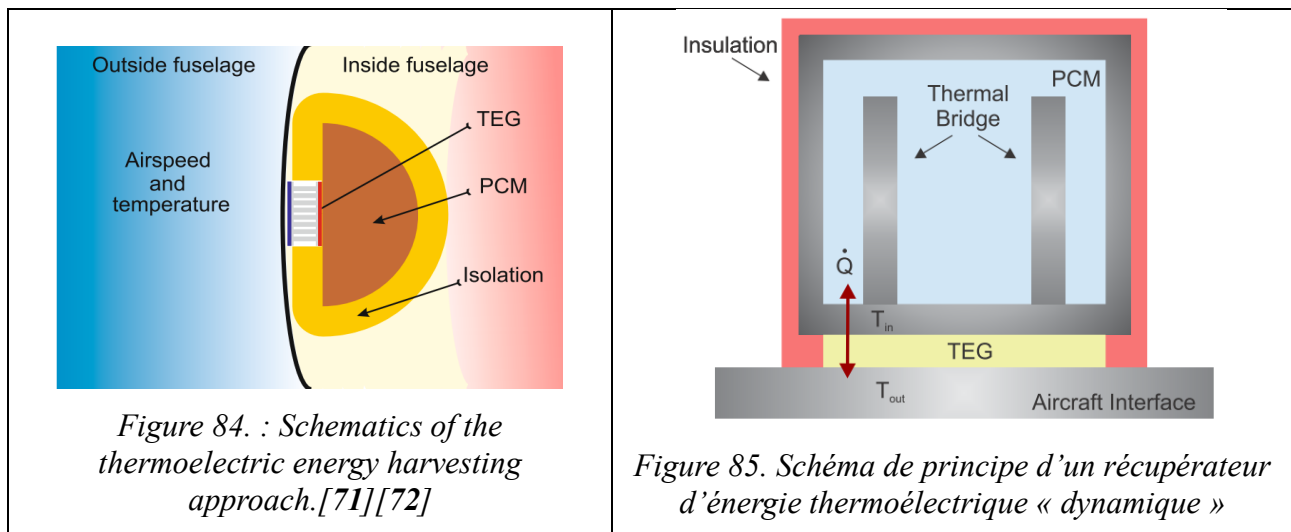 Outside fuselage
Inside fuselage
Airspeed
and
temperature
TEG
PCM
Isolation
Figure 84. : Schematics of the
thermoelectric energy harvesting
approach.[71][72]
Insulation
PCM
Thermal
Bridge
Q̇
T_in
TEG
T_out
Aircraft Interface
Figure 85. Schéma de principe d’un récupérateur
d’énergie thermoélectrique « dynamique »